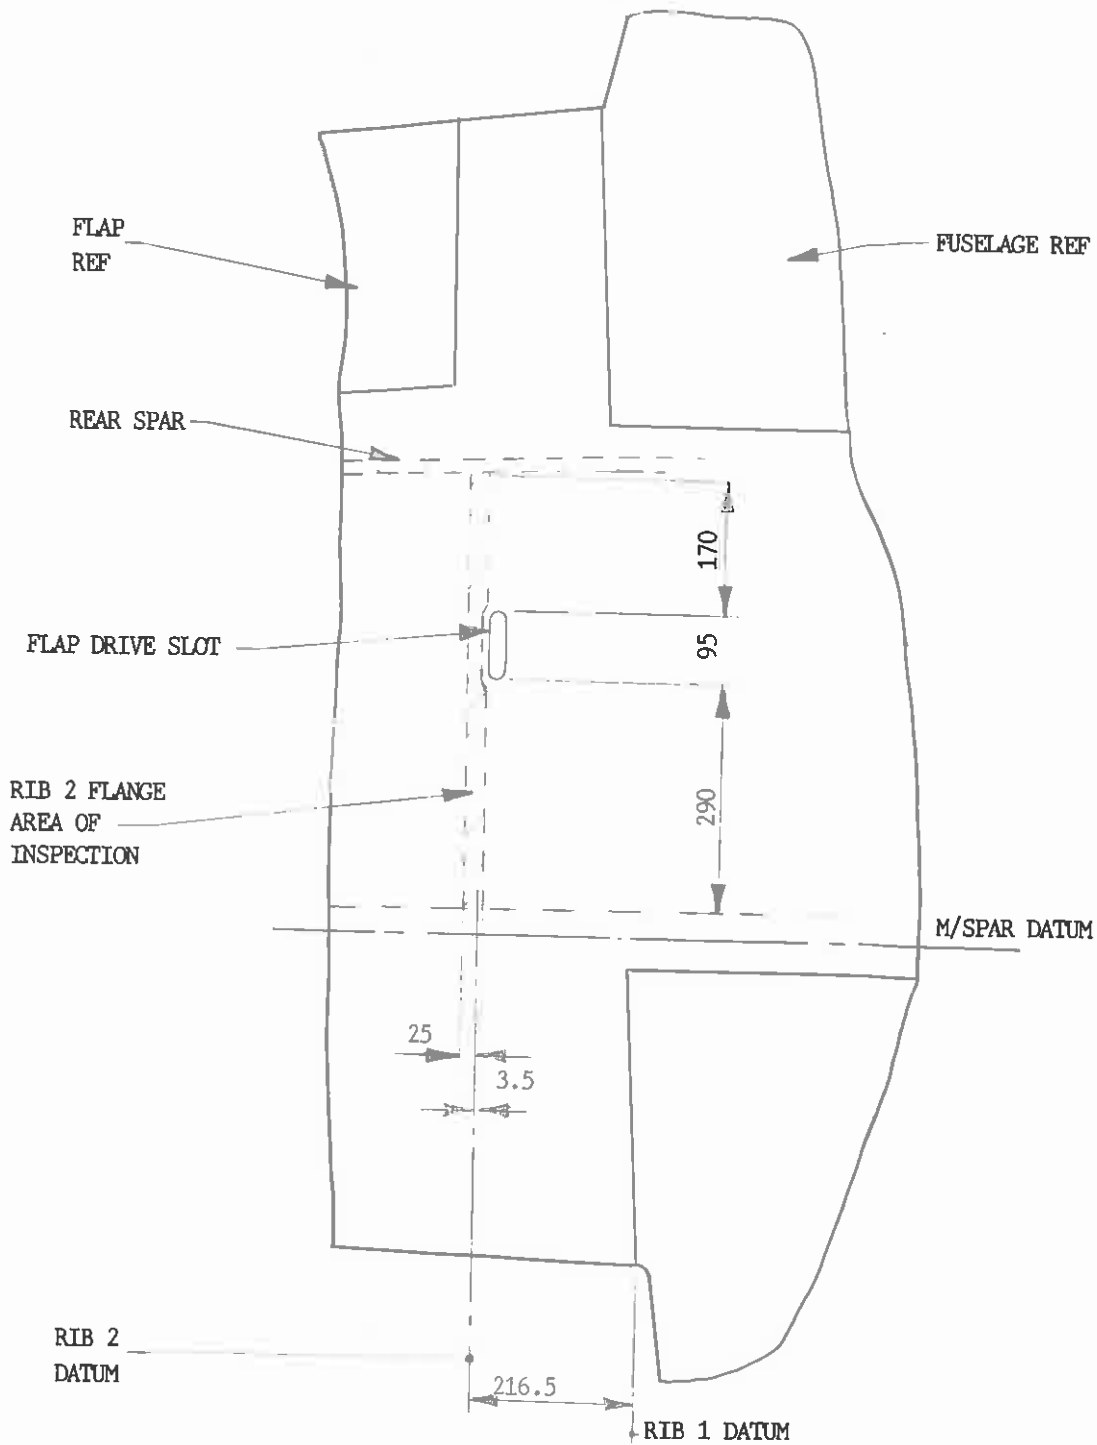 FLAP
REF
FUSELAGE REF
REAR SPAR
170
FLAP DRIVE SLOT
95
RIB 2 FLANGE
AREA OF
INSPECTION
290
M/SPAR DATUM
25
3.5
RIB 2
DATUM
216.5
RIB 1 DATUM